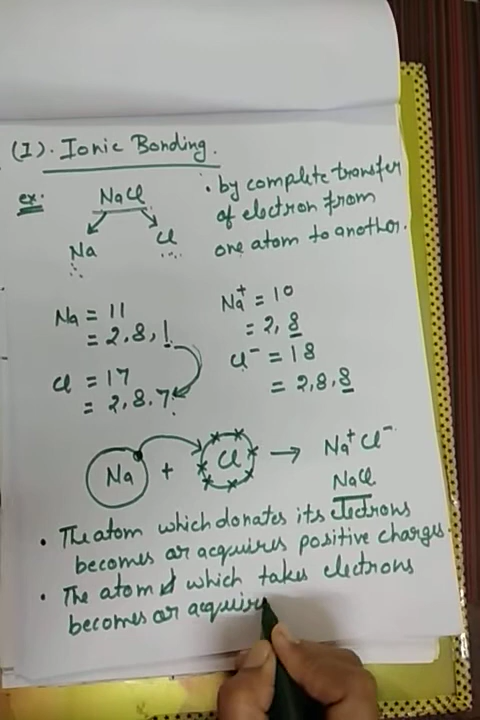 (I). Ionic Bonding.
ex:
NaCl
Na
Cl
• by complete transfer
of electron from
one atom to another.
Na = 11
= 2,8,1
Cl = 17
= 2,8,7
Na⁺ = 10
= 2,8
Cl⁻ = 18
= 2,8,8
Na + Cl → Na⁺Cl⁻
NaCl
• The atom which donates its electrons
becomes or acquires positive charges.
• The atom which takes electrons
becomes or acquire